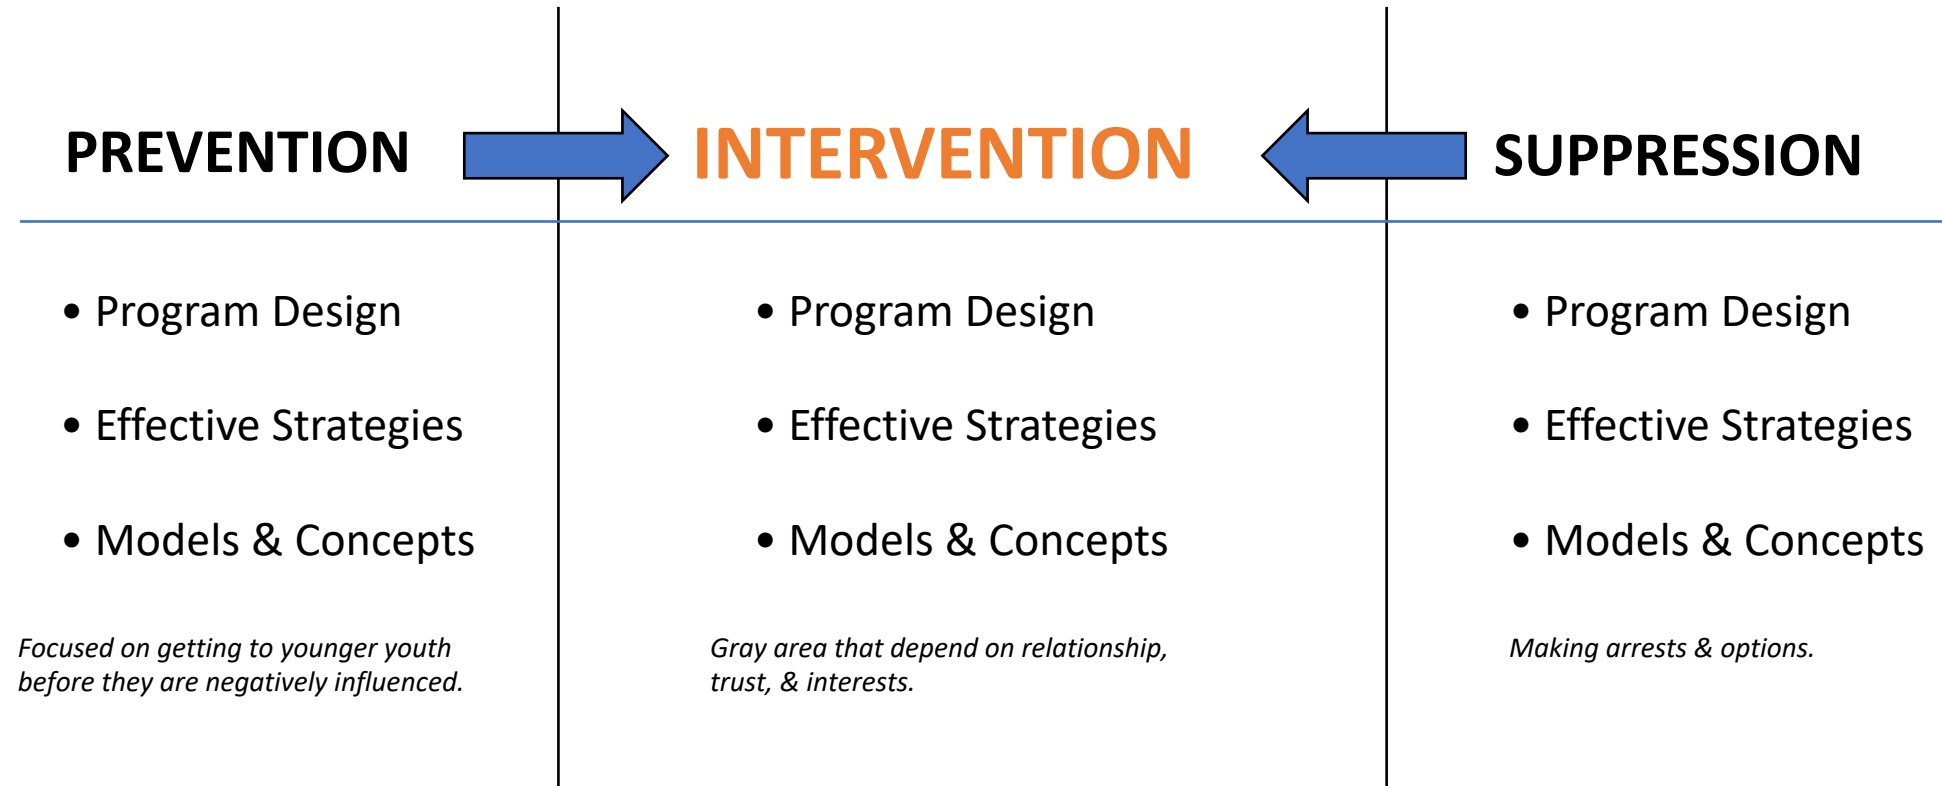 PREVENTION
INTERVENTION
SUPPRESSION
• Program Design
• Effective Strategies
• Models & Concepts
Focused on getting to younger youth
before they are negatively influenced.
• Program Design
• Effective Strategies
• Models & Concepts
Gray area that depend on relationship,
trust, & interests.
• Program Design
• Effective Strategies
• Models & Concepts
Making arrests & options.